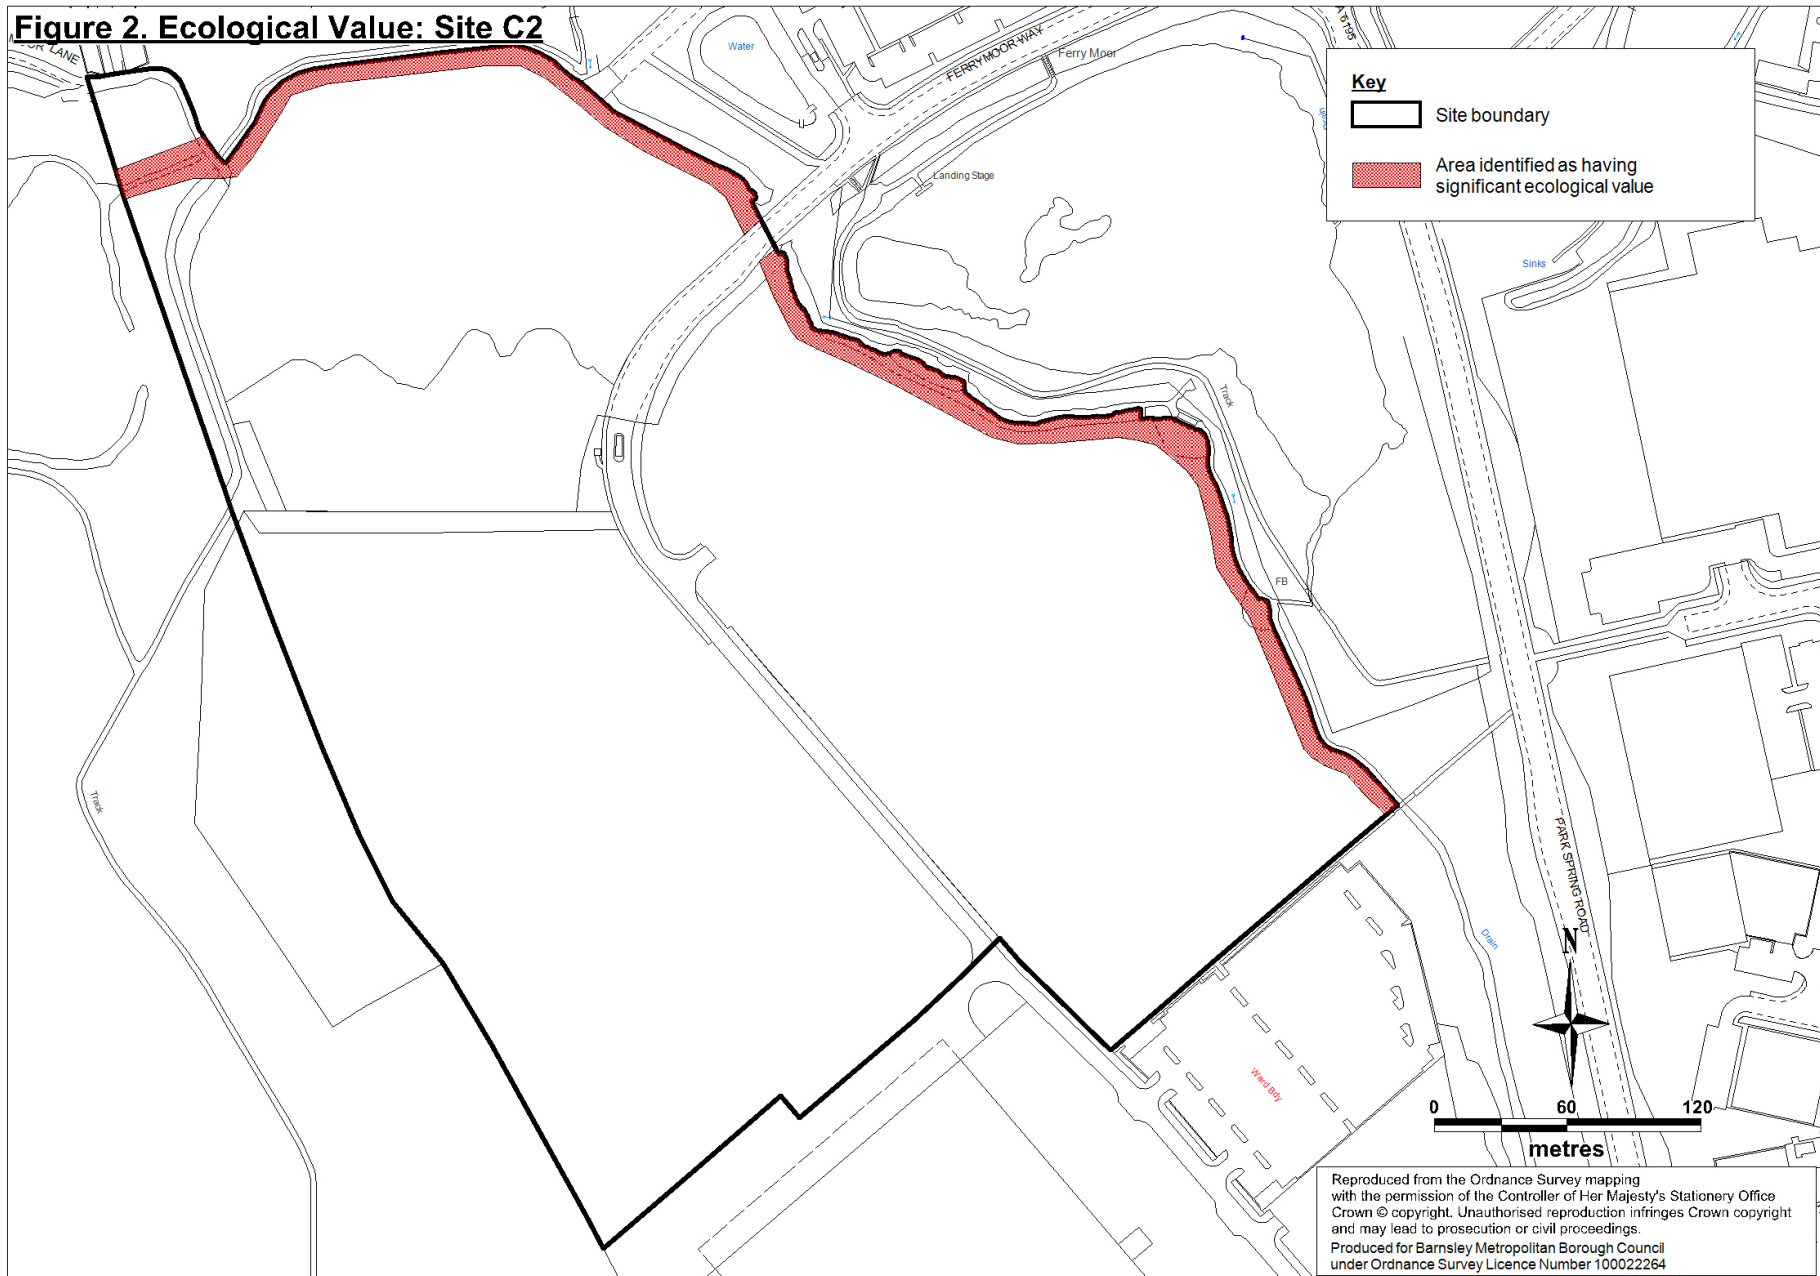 Figure 2. Ecological Value: Site C2
LANE
Water
FERRYMOOR WAY
Ferry Moor
A 6195
Key
Site boundary
Area identified as having
significant ecological value
Drain
Landing Stage
Sinks
Track
FB
Track
PARK SPRING ROAD
Drain
N
Ward Bdy
0 60 120
metres
Reproduced from the Ordnance Survey mapping
with the permission of the Controller of Her Majesty's Stationery Office
Crown © copyright. Unauthorised reproduction infringes Crown copyright
and may lead to prosecution or civil proceedings.
Produced for Barnsley Metropolitan Borough Council
under Ordnance Survey Licence Number 100022264